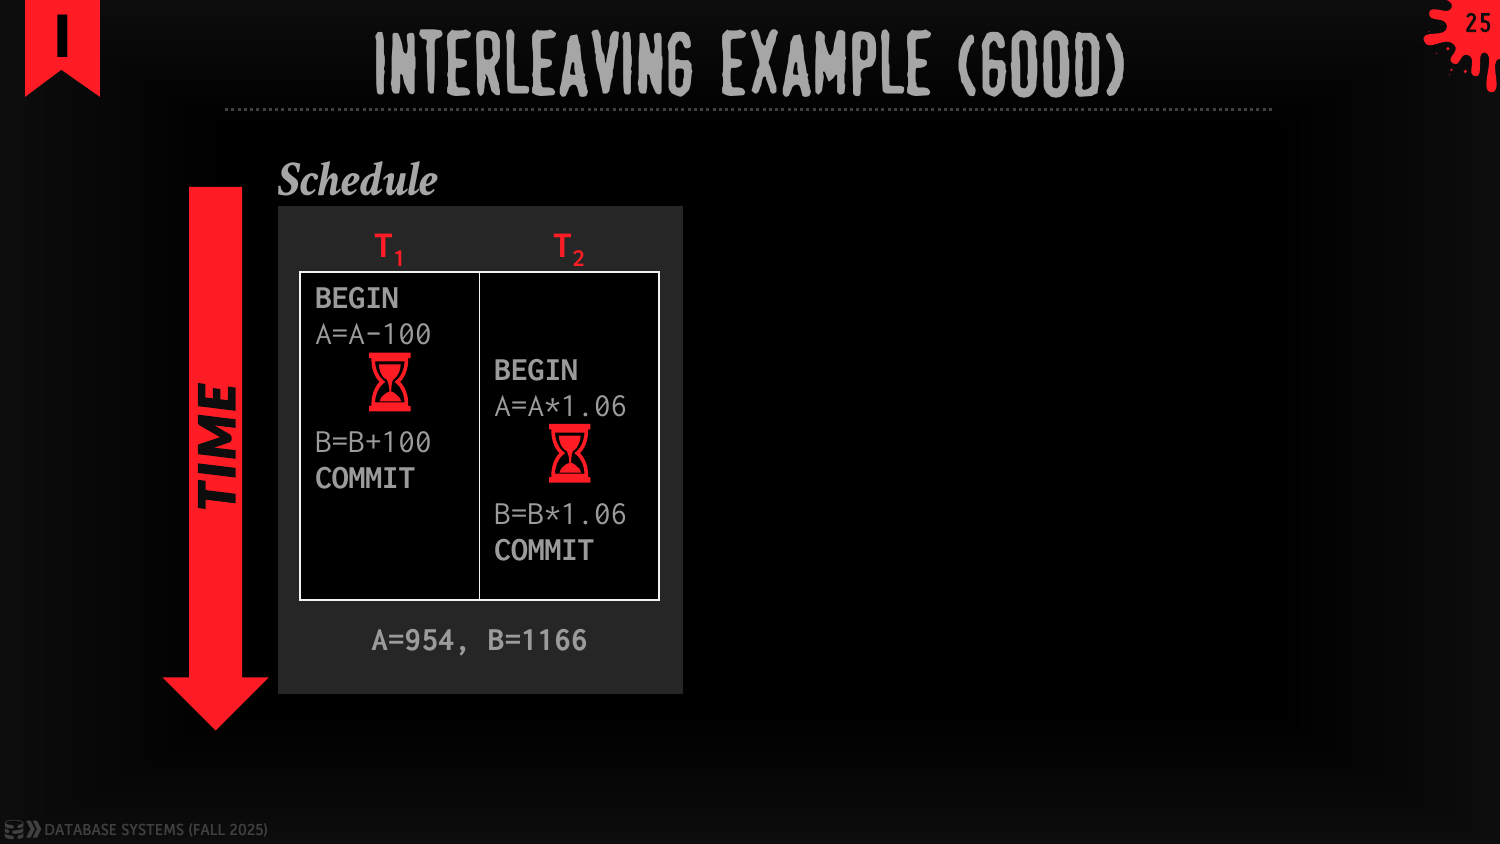 I
INTERLEAVING EXAMPLE (GOOD)
25
Schedule
T1
T2
BEGIN
A=A-100
B=B+100
COMMIT
BEGIN
A=A*1.06
B=B*1.06
COMMIT
A=954, B=1166
TIME
DATABASE SYSTEMS (FALL 2025)